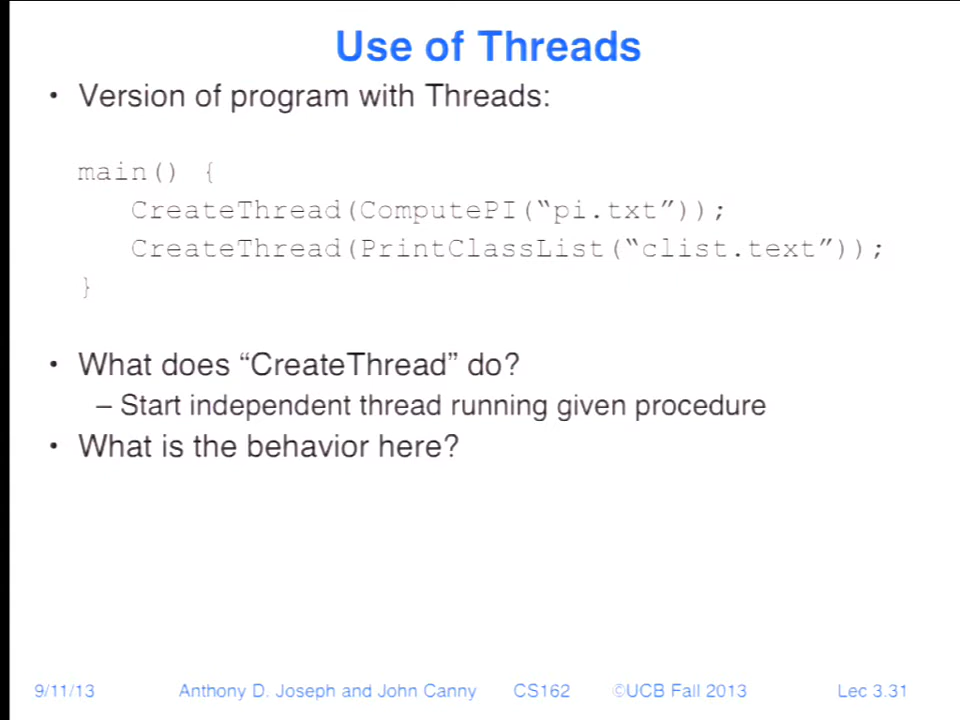 Use of Threads
• Version of program with Threads:
main() {
CreateThread(ComputePI(“pi.txt”));
CreateThread(PrintClassList(“clist.text”));
}
• What does “CreateThread” do?
– Start independent thread running given procedure
• What is the behavior here?
9/11/13 Anthony D. Joseph and John Canny CS162 ©UCB Fall 2013 Lec 3.31